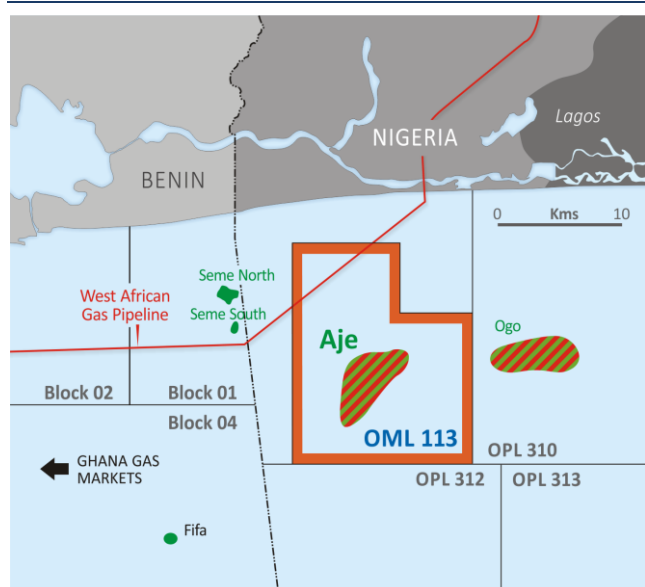 Lagos
NIGERIA
BENIN
0 Kms 10
Seme North
West African
Gas Pipeline
Seme South
Aje
Ogo
Block 02
Block 01
Block 04
OML 113
OPL 310
GHANA GAS
MARKETS
OPL 312
OPL 313
Fifa